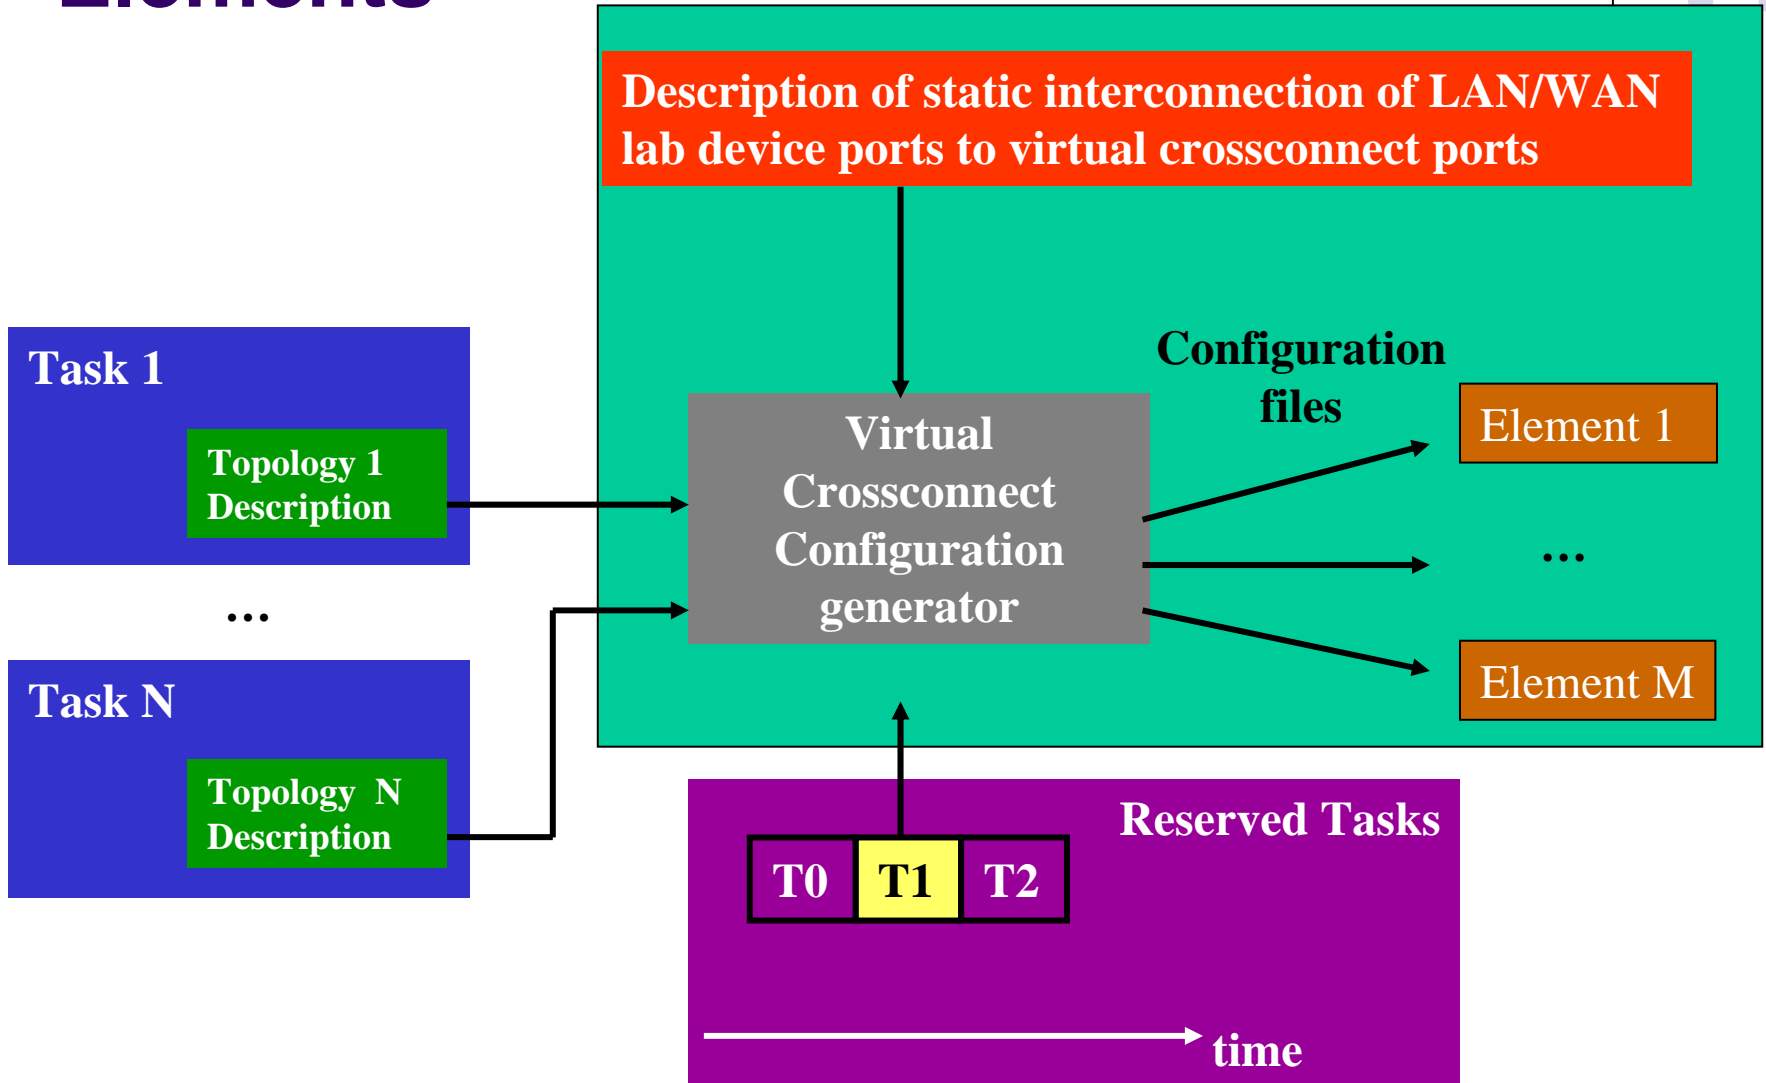 Elements
Description of static interconnection of LAN/WAN
lab device ports to virtual crossconnect ports
Task 1
Topology 1
Description
...
Task N
Topology N
Description
Virtual
Crossconnect
Configuration
generator
Configuration
files
Element 1
...
Element M
Reserved Tasks
T0 T1 T2
time